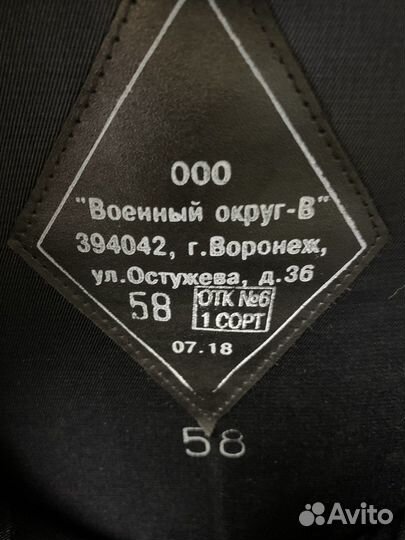 ООО
"Военный округ-В"
394042, г.Воронеж,
ул.Остужева, д.36
58 ОТК №6
1 СОРТ
07.18
58
Avito